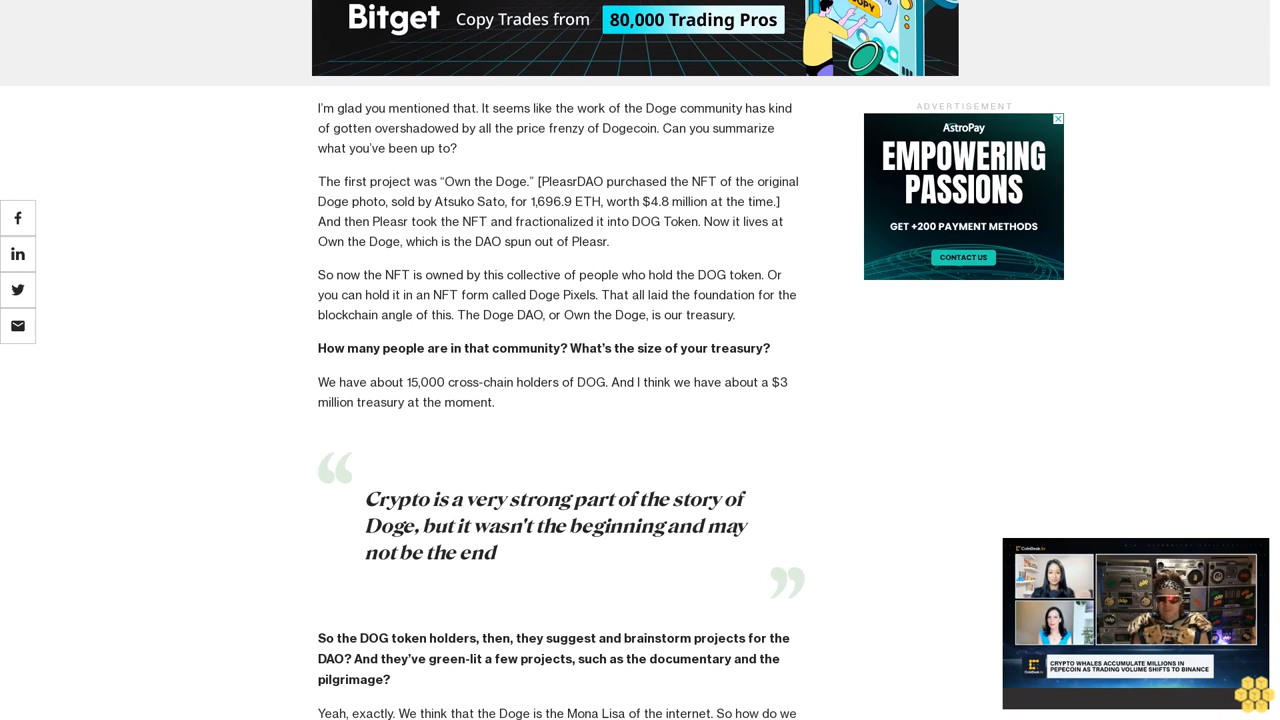 Bitget Copy Trades from 80,000 Trading Pros
COPY
I'm glad you mentioned that. It seems like the work of the Doge community has kind
of gotten overshadowed by all the price frenzy of Dogecoin. Can you summarize
what you've been up to?
The first project was “Own the Doge.” [PleasrDAO purchased the NFT of the original
Doge photo, sold by Atsuko Sato, for 1,696.9 ETH, worth $4.8 million at the time.]
And then Pleasr took the NFT and fractionalized it into DOG Token. Now it lives at
Own the Doge, which is the DAO spun out of Pleasr.
So now the NFT is owned by this collective of people who hold the DOG token. Or
you can hold it in an NFT form called Doge Pixels. That all laid the foundation for the
blockchain angle of this. The Doge DAO, or Own the Doge, is our treasury.
How many people are in that community? What's the size of your treasury?
We have about 15,000 cross-chain holders of DOG. And I think we have about a $3
million treasury at the moment.
“
Crypto is a very strong part of the story of
Doge, but it wasn't the beginning and may
not be the end
”
So the DOG token holders, then, they suggest and brainstorm projects for the
DAO? And they've green-lit a few projects, such as the documentary and the
pilgrimage?
Yeah, exactly. We think that the Doge is the Mona Lisa of the internet. So how do we
ADVERTISEMENT
AstroPay
EMPOWERING
PASSIONS
GET +200 PAYMENT METHODS
CONTACT US
CoinDesk.tv
CRYPTO WHALES ACCUMULATE MILLIONS IN
PEPECOIN AS TRADING VOLUME SHIFTS TO BINANCE